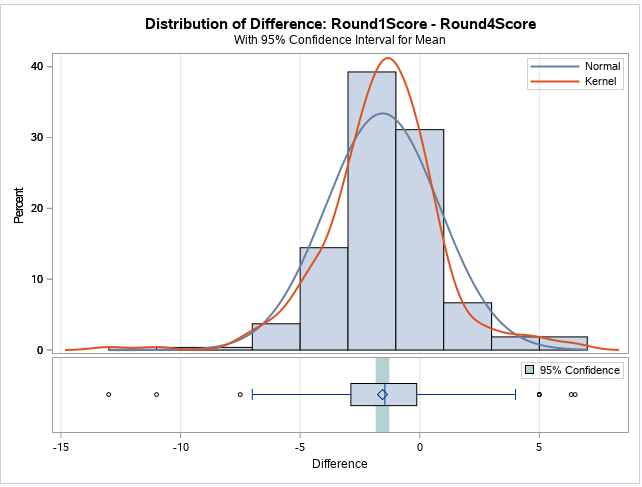 Distribution of Difference: Round1Score - Round4Score
With 95% Confidence Interval for Mean
Normal
Kernel
40
30
20
10
0
Percent
95% Confidence
-15
-10
-5
0
5
Difference